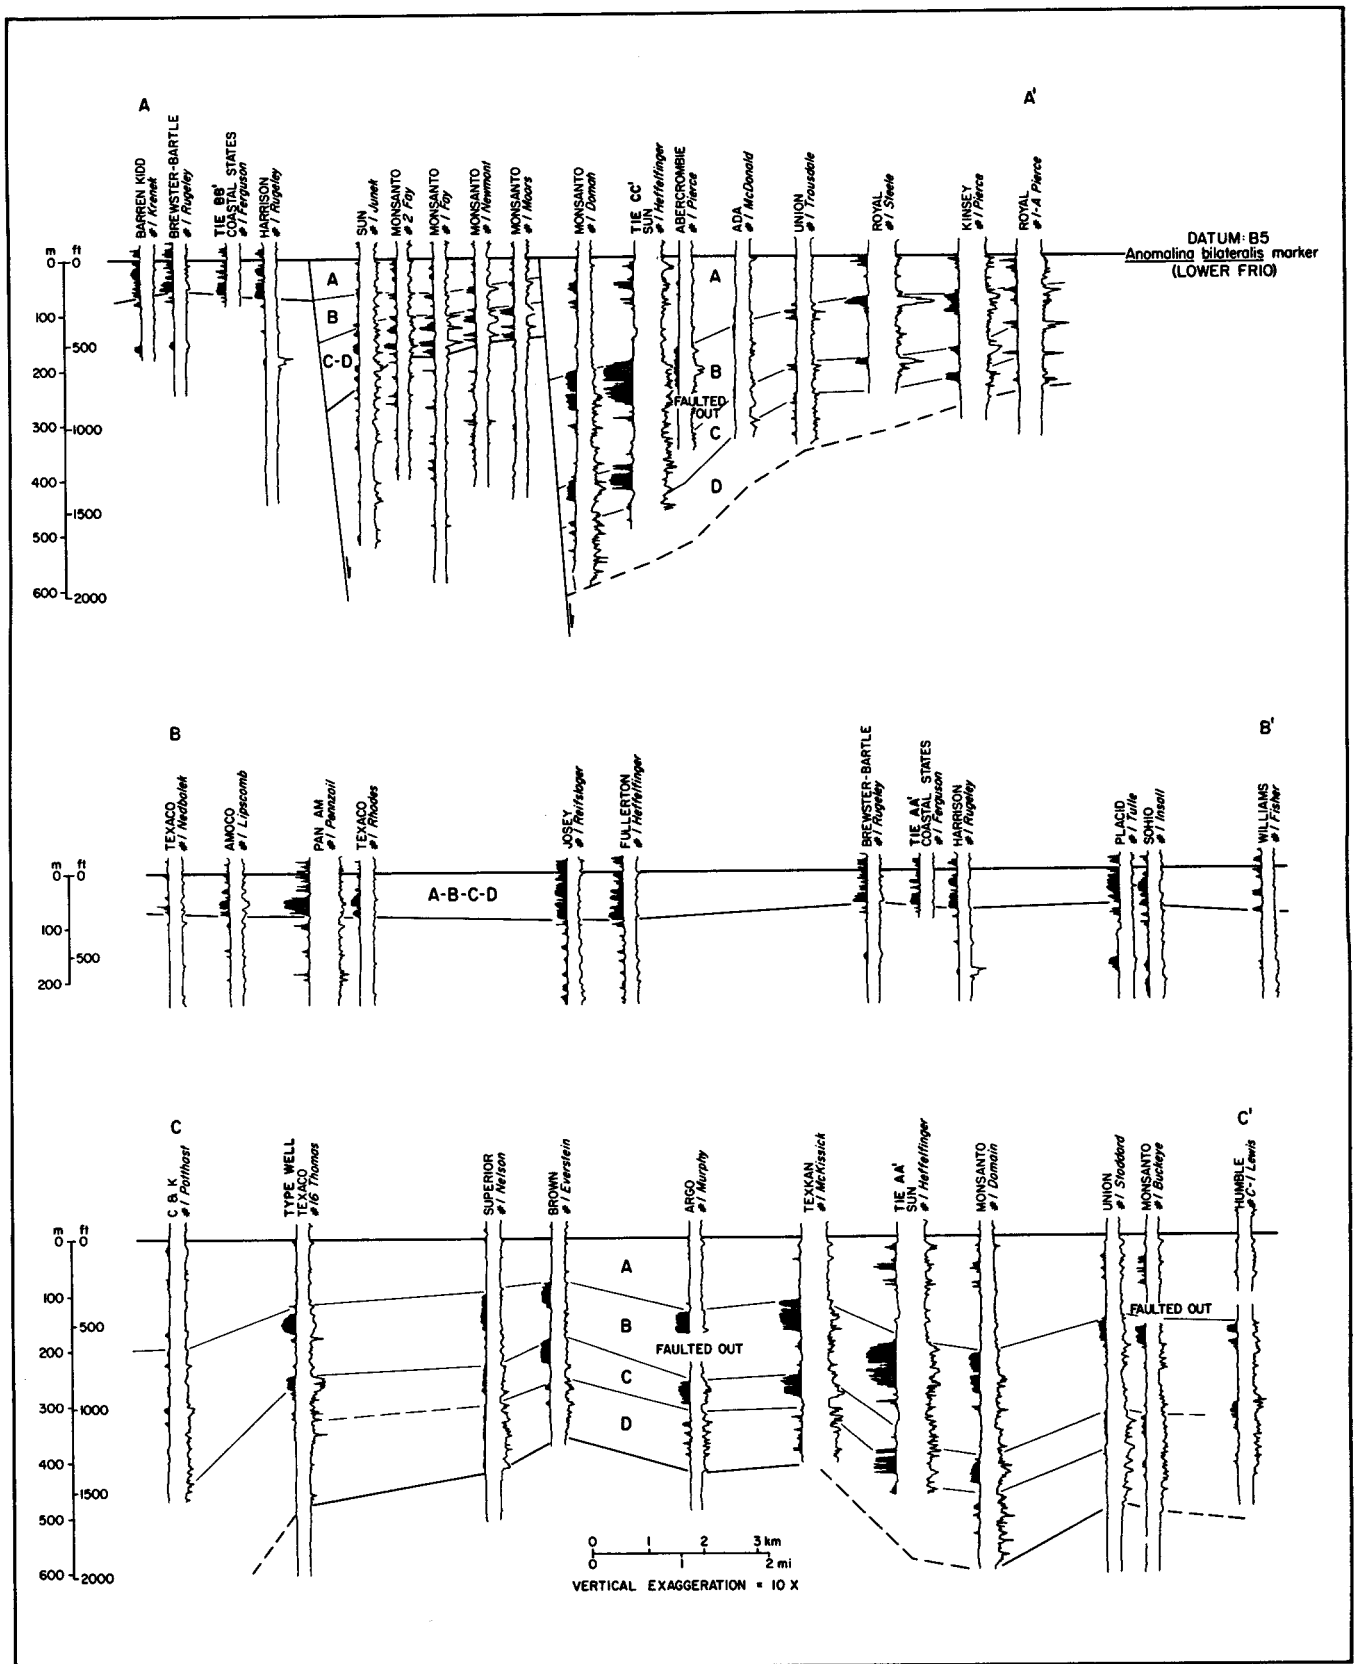 A
A'
BARREN KIDD
#1 Krenek
BREWSTER-BARTLE
#1 Rugeley
TIE BB'
COASTAL STATES
#1 Ferguson
HARRISON
#1 Rugeley
SUN
#1 Junek
MONSANTO
#2 Fay
MONSANTO
#1 Fay
MONSANTO
#1 Newmont
MONSANTO
#1 Moors
MONSANTO
#1 Doman
TIE CC'
SUN
#1 Heffelfinger
ABERCROMBIE
#1 Pierce
ADA
#1 McDonald
UNION
#1 Trousdale
ROYAL
#1 Steele
KINSEY
#1 Pierce
ROYAL
#1-A Pierce
DATUM: B5
Anomalina bilateralis marker
(LOWER FRIO)
m ft
0 0
100
500
200
300 1000
400
1500
500
600 2000
A
B
C-D
A
B
FAULTED
OUT
C
D
B
B'
TEXACO
#1 Nedbalek
AMOCO
#1 Lipscomb
PAN AM
#1 Pennzoil
TEXACO
#1 Rhodes
JOSEY
#1 Reifslager
FULLERTON
#1 Heffelfinger
BREWSTER-BARTLE
#1 Rugeley
TIE AA'
COASTAL STATES
#1 Ferguson
HARRISON
#1 Rugeley
PLACID
#1 Tulle
SOHIO
#1 Insall
WILLIAMS
#1 Fisher
m ft
0 0
100
500
200
A-B-C-D
C
C'
C & K
#1 Potthast
TYPE WELL
TEXACO
#16 Thomas
SUPERIOR
#1 Nelson
BROWN
#1 Everstein
ARGO
#1 Murphy
TEXKAN
#1 McKissick
TIE AA'
SUN
#1 Heffelfinger
MONSANTO
#1 Domain
UNION
#1 Stoddard
MONSANTO
#1 Buckeye
HUMBLE
#C-1 Lewis
m ft
0 0
100
500
200
300 1000
400
1500
500
600 2000
A
B
FAULTED OUT
C
D
FAULTED OUT
0 1 2 3 km
0 1 2 mi
VERTICAL EXAGGERATION = 10 X